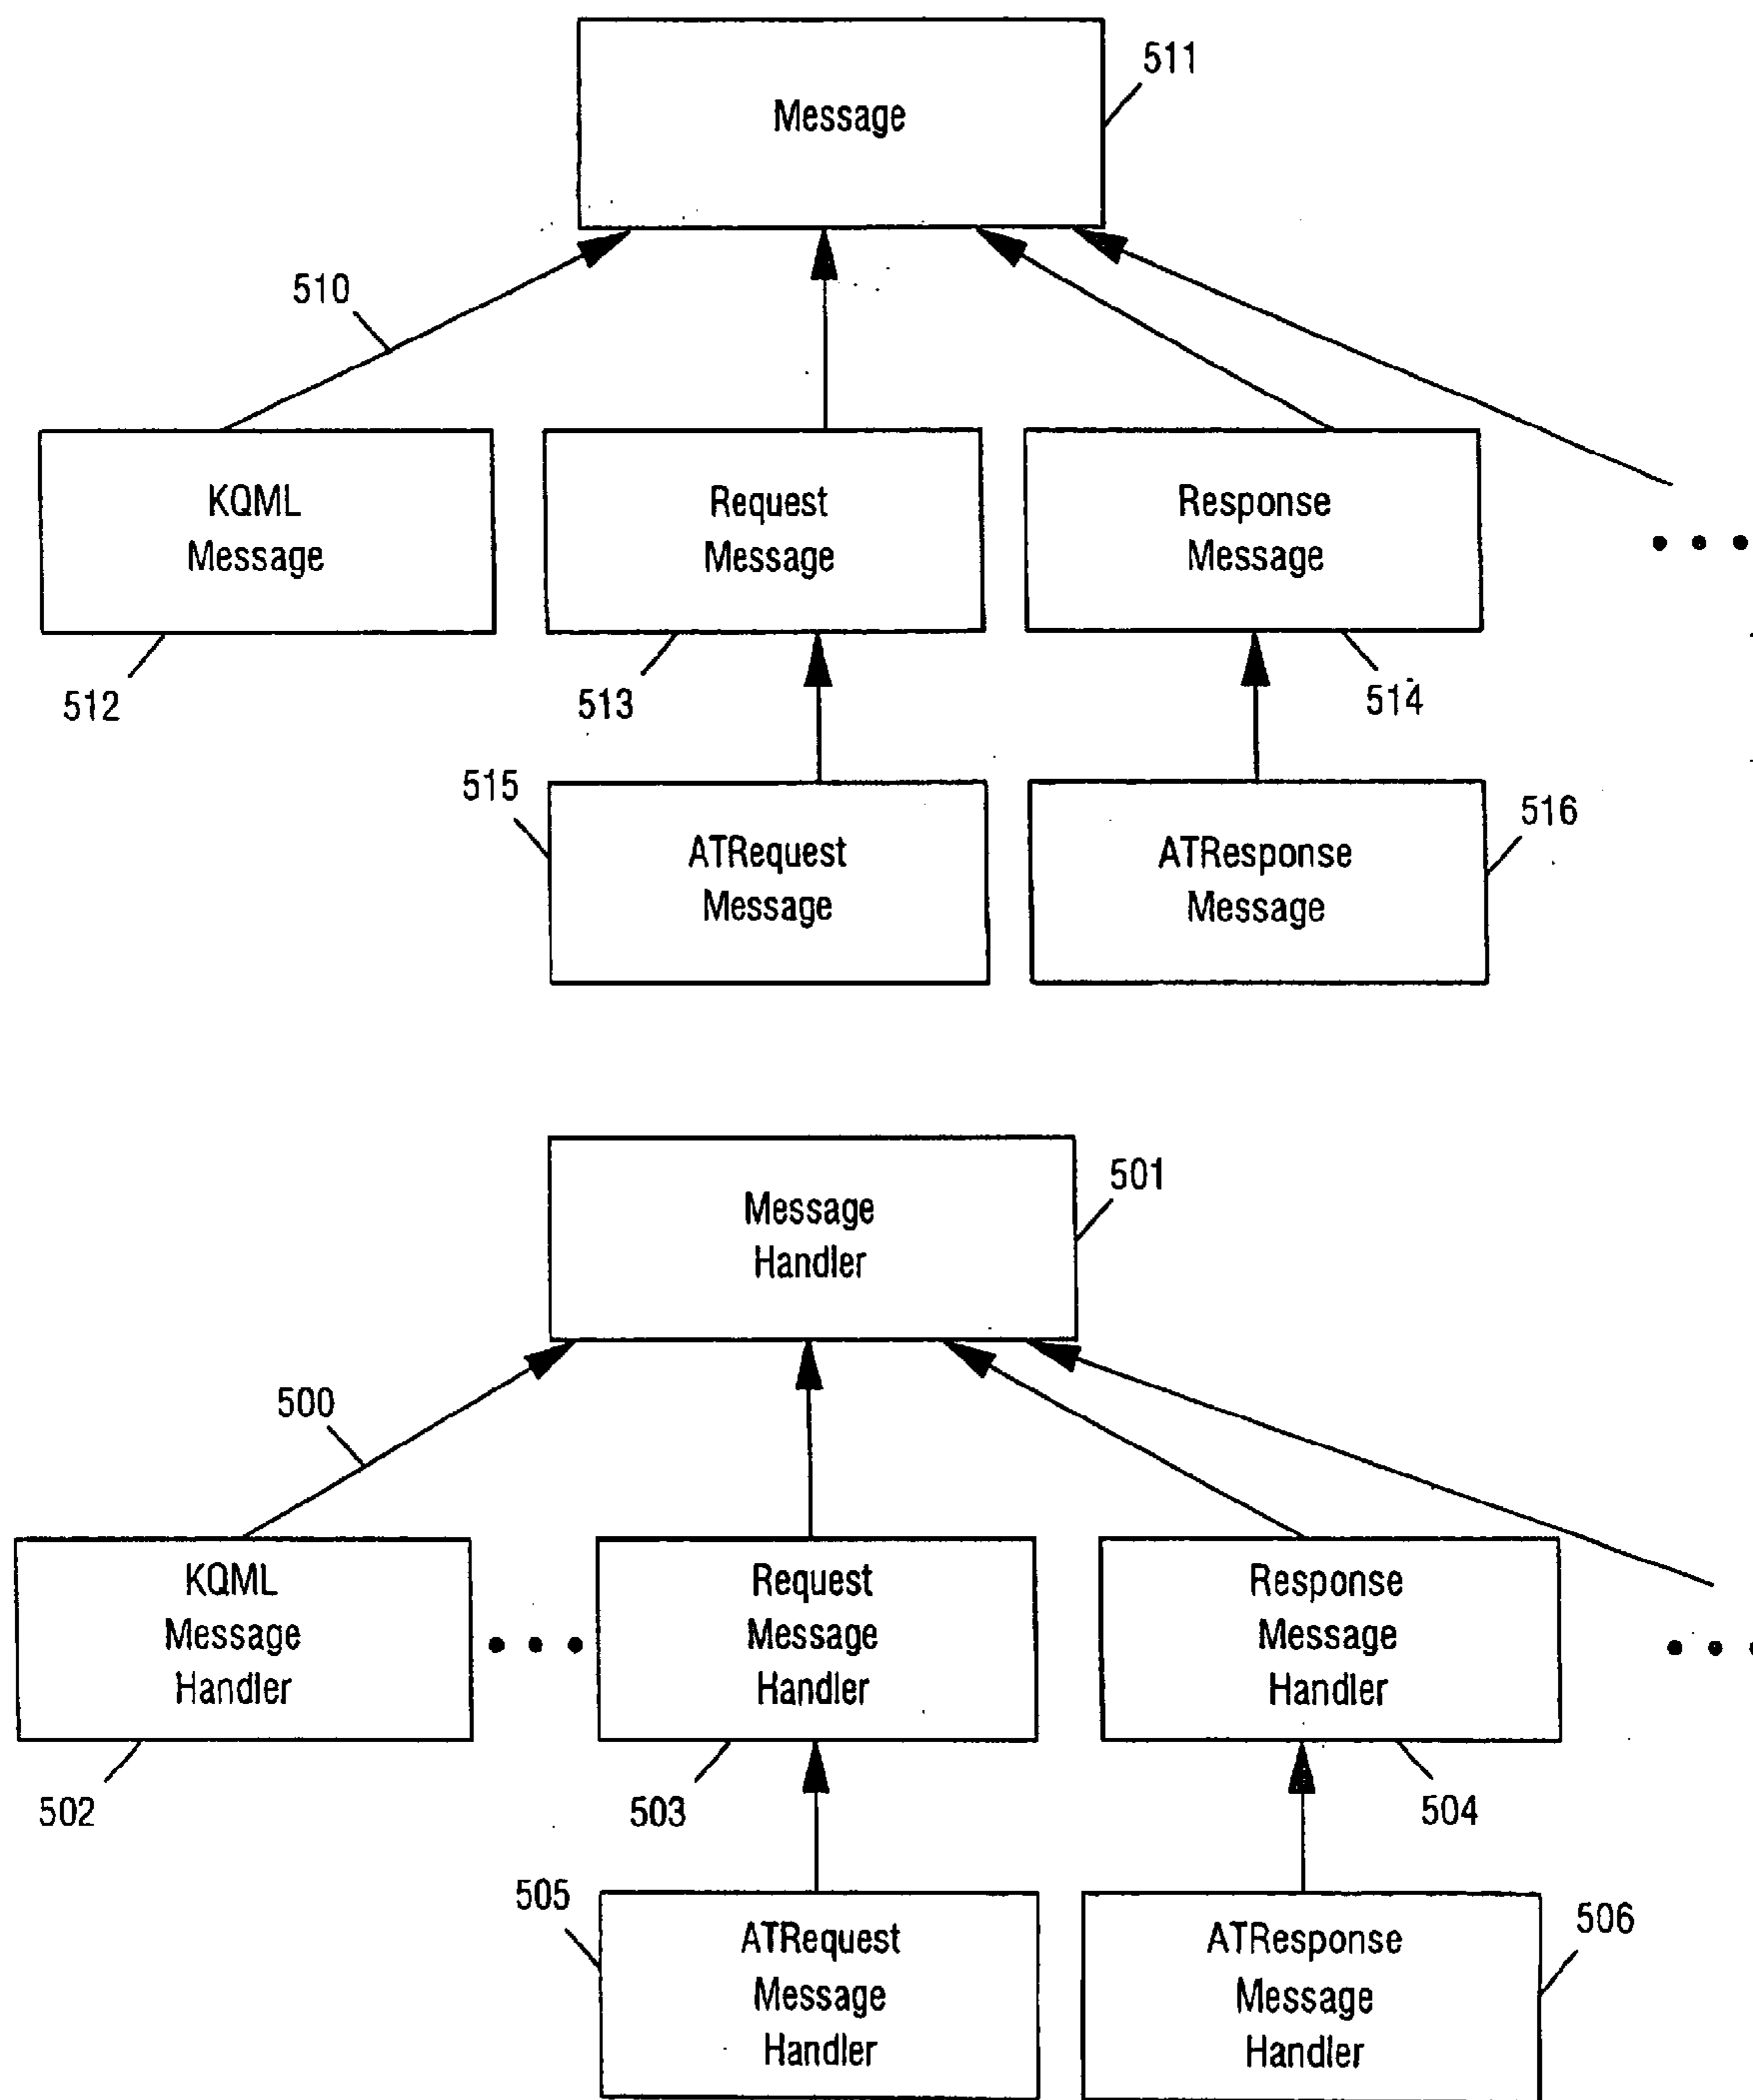 Message
511
510
KQML
Message
Request
Message
Response
Message
512
513
514
515
ATRequest
Message
ATResponse
Message
516
Message
Handler
501
500
KQML
Message
Handler
Request
Message
Handler
Response
Message
Handler
502
503
504
505
ATRequest
Message
Handler
ATResponse
Message
Handler
506